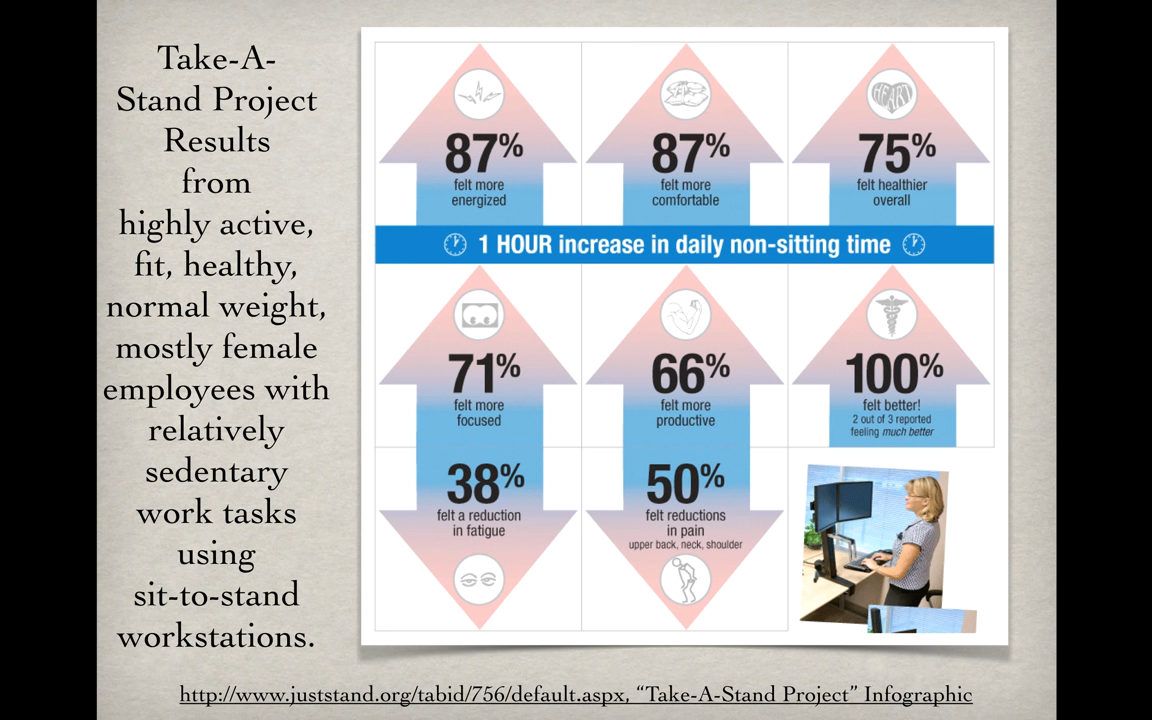 Take-A-
Stand Project
Results
from
highly active,
fit, healthy,
normal weight,
mostly female
employees with
relatively
sedentary
work tasks
using
sit-to-stand
workstations.
87%
felt more
energized
87%
felt more
comfortable
HEART
75%
felt healthier
overall
1 HOUR increase in daily non-sitting time
71%
felt more
focused
66%
felt more
productive
100%
felt better!
2 out of 3 reported
feeling much better
38%
felt a reduction
in fatigue
50%
felt reductions
in pain
upper back, neck, shoulder
http://www.juststand.org/tabid/756/default.aspx, “Take-A-Stand Project” Infographic